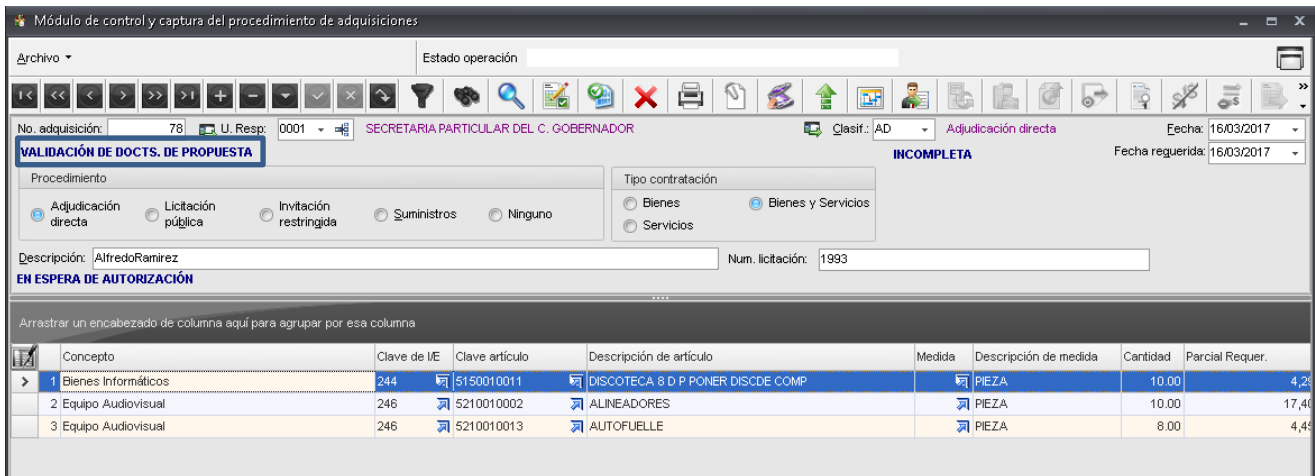 Módulo de control y captura del procedimiento de adquisiciones
Archivo Estado operación
No. adquisición: 78 U. Resp: 0001 SECRETARIA PARTICULAR DEL C. GOBERNADOR Clasif.: AD Adjudicación directa Fecha: 16/03/2017
VALIDACIÓN DE DOCTS. DE PROPUESTA INCOMPLETA Fecha requerida: 16/03/2017
Procedimiento Tipo contratación
Adjudicación directa Licitación pública Invitación restringida Suministros Ninguno Bienes Bienes y Servicios
Servicios
Descripción: AlfredoRamirez Num. licitación: 1993
EN ESPERA DE AUTORIZACIÓN
Arrastrar un encabezado de columna aquí para agrupar por esa columna
Concepto Clave de I/E Clave artículo Descripción de artículo Medida Descripción de medida Cantidad Parcial Requer.
1 Bienes Informáticos 244 5150010011 DISCOTECA 8 D P PONER DISCDE COMP PIEZA 10.00 4,29
2 Equipo Audiovisual 246 5210010002 ALINEADORES PIEZA 10.00 17,40
3 Equipo Audiovisual 246 5210010013 AUTOFUELLE PIEZA 8.00 4,45